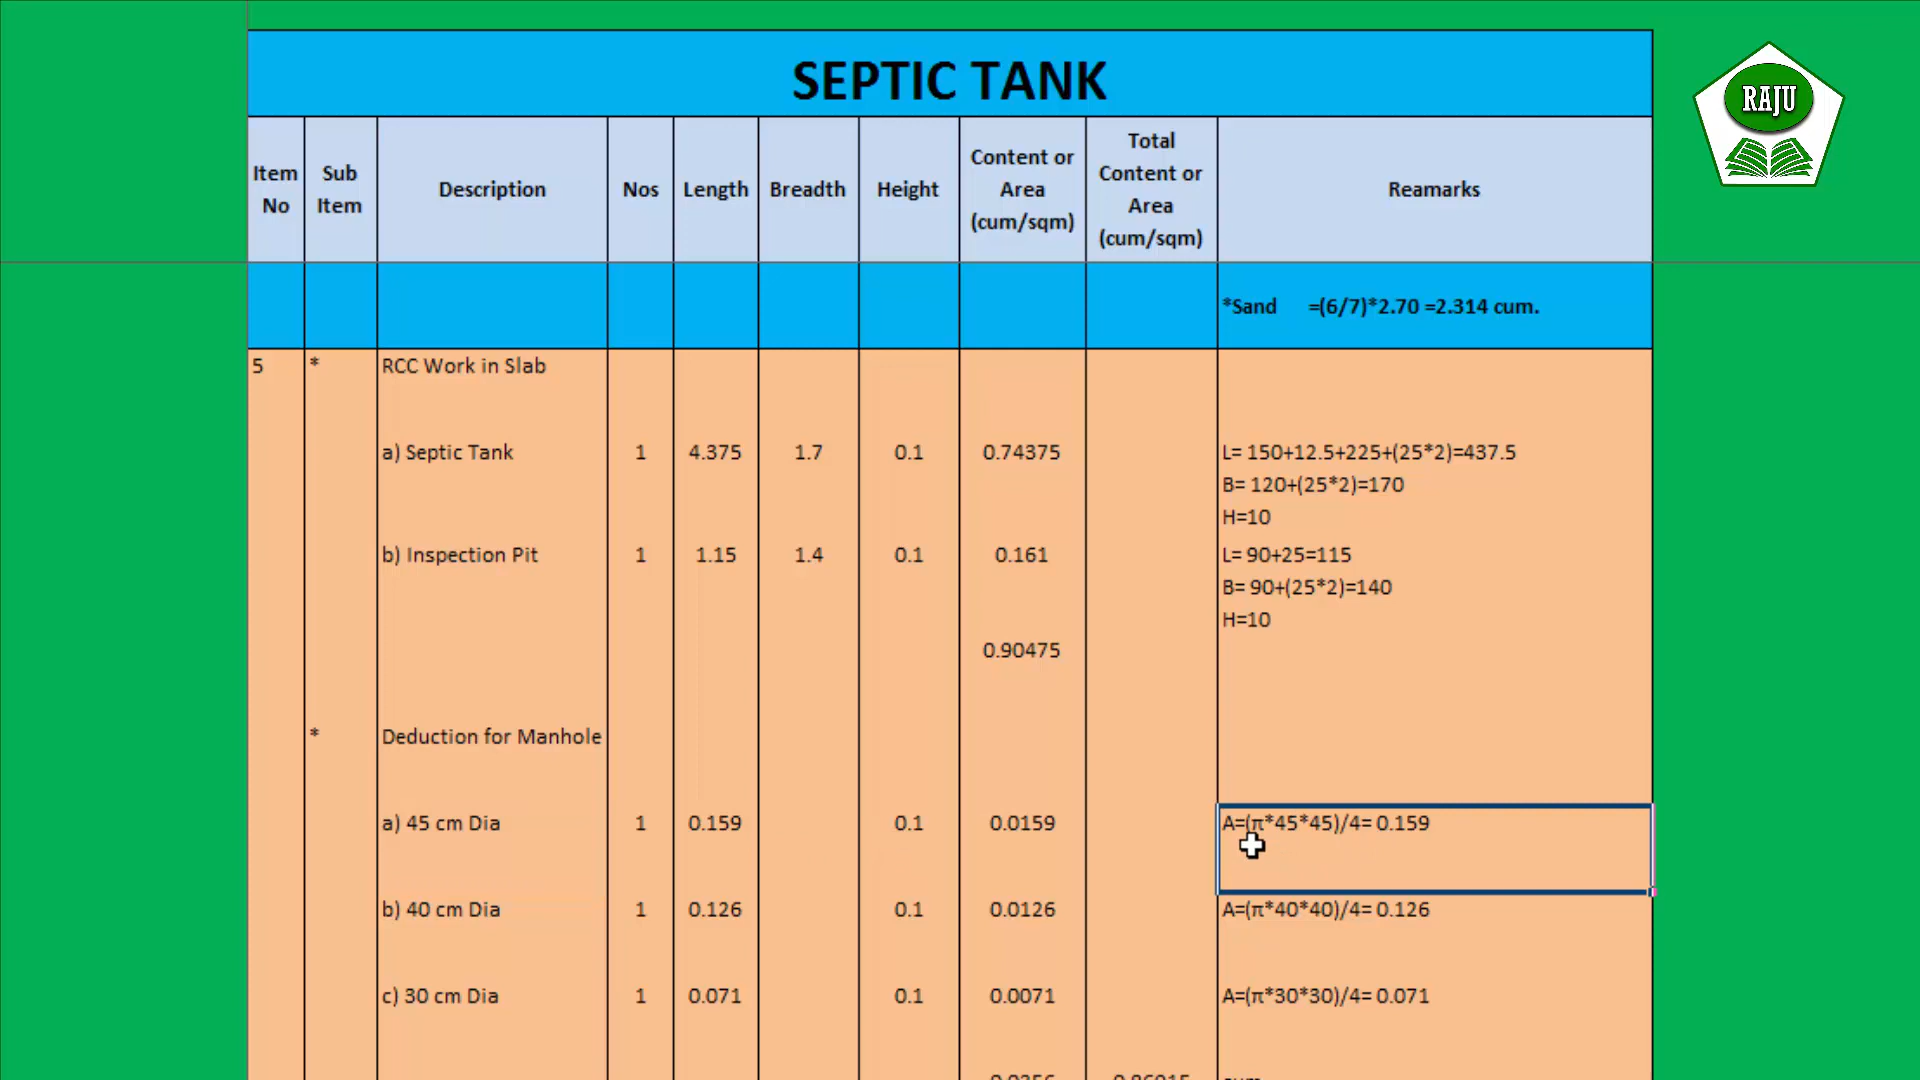 SEPTIC TANK
RAJU
Item No	Sub Item	Description	Nos	Length	Breadth	Height	Content or Area (cum/sqm)	Total Content or Area (cum/sqm)	Reamarks
*Sand =(6/7)*2.70 =2.314 cum.
5	*	RCC Work in Slab
a) Septic Tank	1	4.375	1.7	0.1	0.74375	L= 150+12.5+225+(25*2)=437.5
B= 120+(25*2)=170
H=10
b) Inspection Pit	1	1.15	1.4	0.1	0.161	L= 90+25=115
B= 90+(25*2)=140
H=10
0.90475
*	Deduction for Manhole
a) 45 cm Dia	1	0.159	0.1	0.0159	A=(π*45*45)/4= 0.159
b) 40 cm Dia	1	0.126	0.1	0.0126	A=(π*40*40)/4= 0.126
c) 30 cm Dia	1	0.071	0.1	0.0071	A=(π*30*30)/4= 0.071